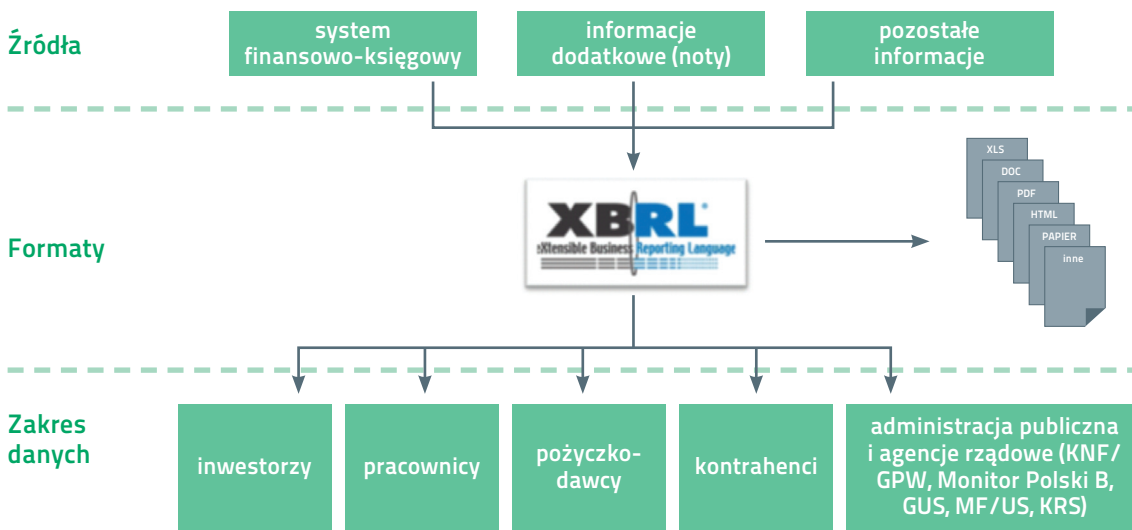 Źródła
system
finansowo-księgowy
informacje
dodatkowe (noty)
pozostałe
informacje
Formaty
XBRL®
eXtensible Business Reporting Language
XLS
DOC
PDF
HTML
PAPIER
inne
Zakres
danych
inwestorzy
pracownicy
pożyczko-
dawcy
kontrahenci
administracja publiczna
i agencje rządowe (KNF/
GPW, Monitor Polski B,
GUS, MF/US, KRS)